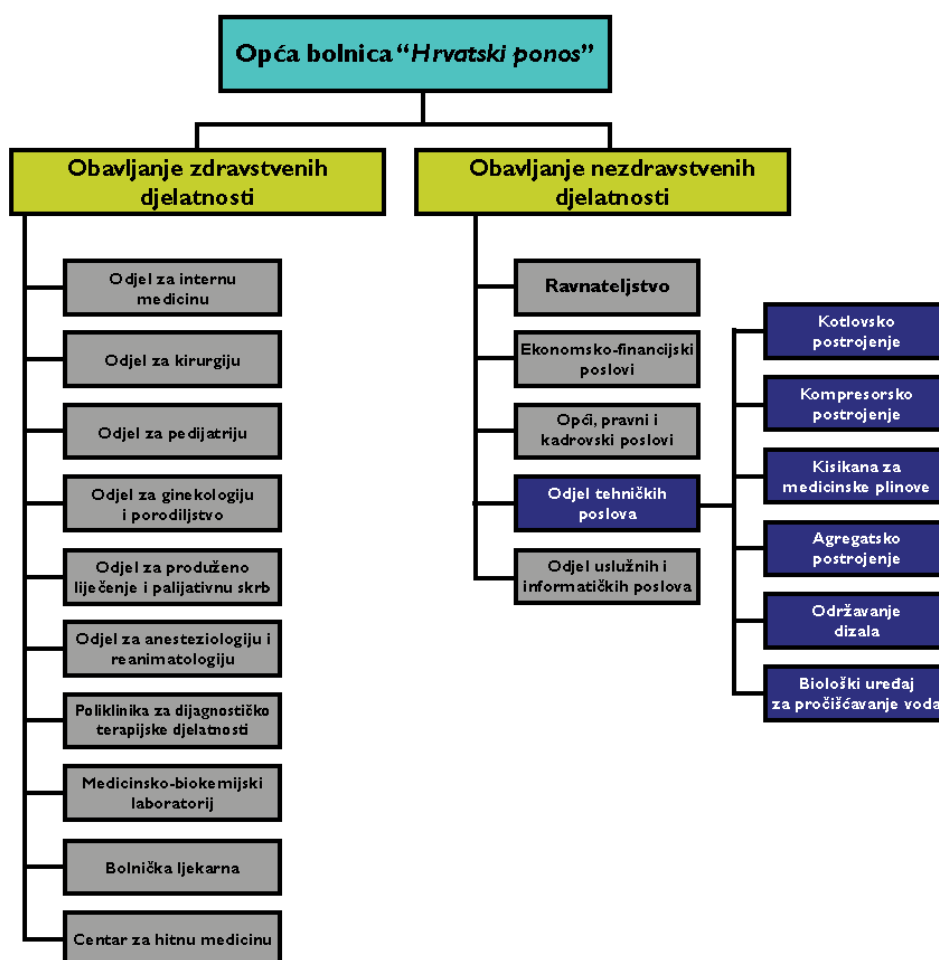 Opća bolnica “Hrvatski ponos”
Obavljanje zdravstvenih
djelatnosti
Obavljanje nezdravstvenih
djelatnosti
Odjel za internu
medicinu
Odjel za kirurgiju
Odjel za pedijatriju
Odjel za ginekologiju
i porodiljstvo
Odjel za produženo
liječenje i palijativnu skrb
Odjel za anesteziologiju i
reanimatologiju
Poliklinika za dijagnostičko
terapijske djelatnosti
Medicinsko-biokemijski
laboratorij
Bolnička ljekarna
Centar za hitnu medicinu
Ravnateljstvo
Ekonomsko-financijski
poslovi
Opći, pravni i
kadrovski poslovi
Odjel tehničkih
poslova
Odjel uslužnih i
informatičkih poslova
Kotlovsko
postrojenje
Kompresorsko
postrojenje
Kisikana za
medicinske plinove
Agregatsko
postrojenje
Održavanje
dizala
Biološki uređaj
za pročišćavanje voda